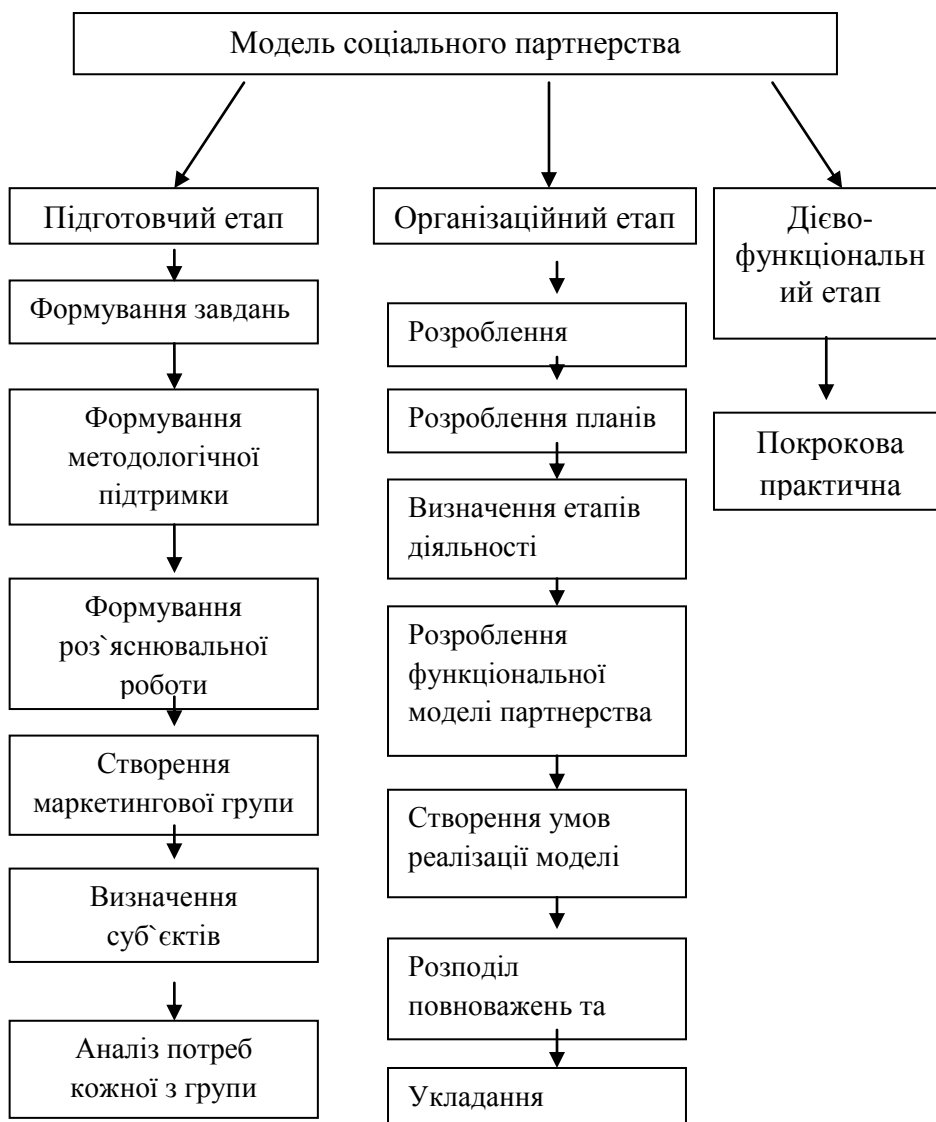 Модель соціального партнерства
Підготовчий етап
Формування завдань
Формування
методологічної
підтримки
Формування
роз`яснювальної
роботи
Створення
маркетингової групи
Визначення
суб`єктів
Аналіз потреб
кожної з групи
Організаційний етап
Розроблення
Розроблення планів
Визначення етапів
діяльності
Розроблення
функціональної
моделі партнерства
Створення умов
реалізації моделі
Розподіл
повноважень та
Укладання
Дієво-
функціональн
ий етап
Покрокова
практична